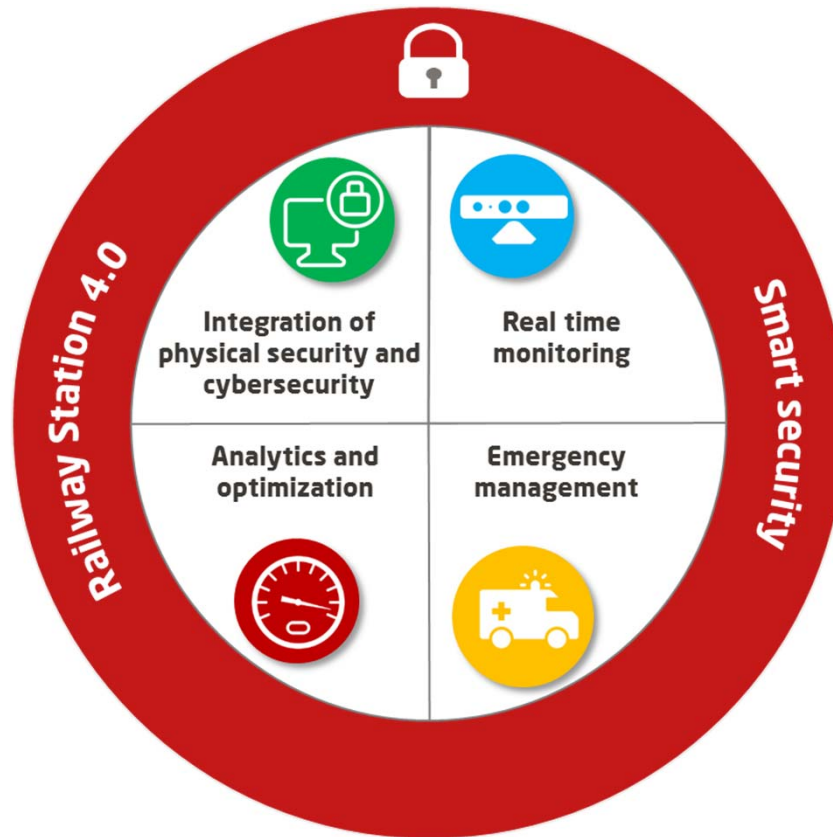 Railway Station 4.0
Smart security
Integration of
physical security and
cybersecurity
Real time
monitoring
Analytics and
optimization
Emergency
management